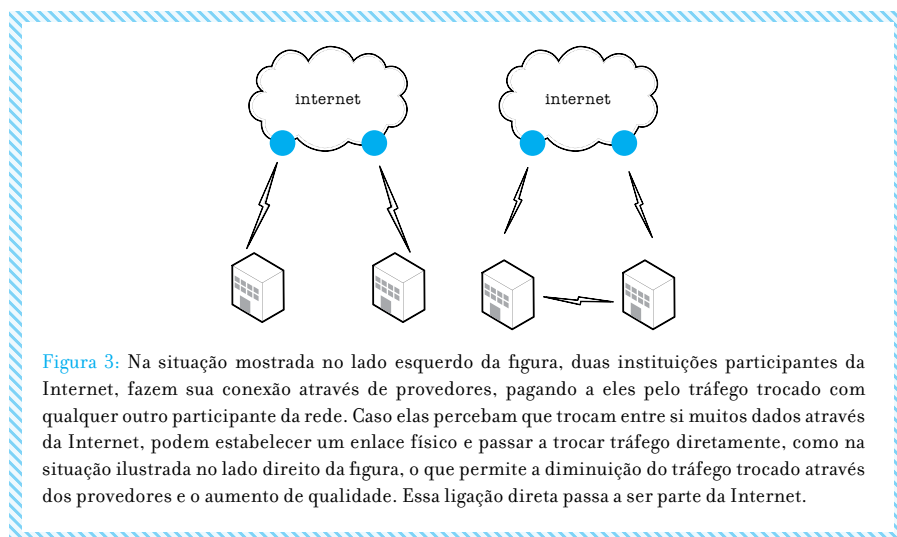 internet internet
Figura 3: Na situação mostrada no lado esquerdo da figura, duas instituições participantes da
Internet, fazem sua conexão através de provedores, pagando a eles pelo tráfego trocado com
qualquer outro participante da rede. Caso elas percebam que trocam entre si muitos dados através
da Internet, podem estabelecer um enlace físico e passar a trocar tráfego diretamente, como na
situação ilustrada no lado direito da figura, o que permite a diminuição do tráfego trocado através
dos provedores e o aumento de qualidade. Essa ligação direta passa a ser parte da Internet.